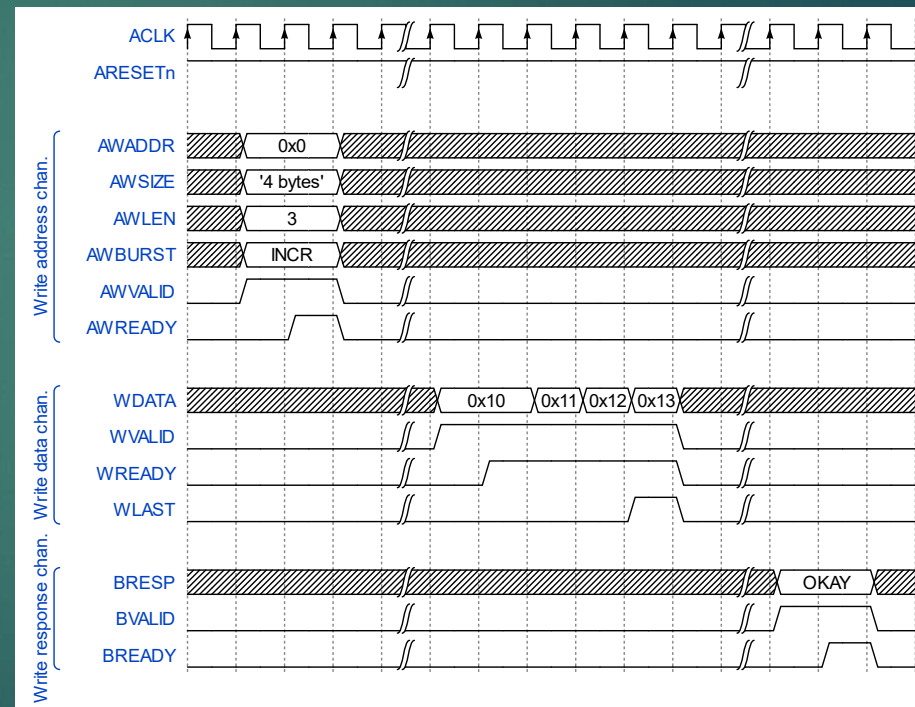 ACLK
ARESETn
Write address chan.
AWADDR 0x0
AWSIZE '4 bytes'
AWLEN 3
AWBURST INCR
AWVALID
AWREADY
Write data chan.
WDATA 0x10 0x11 0x12 0x13
WVALID
WREADY
WLAST
Write response chan.
BRESP OKAY
BVALID
BREADY